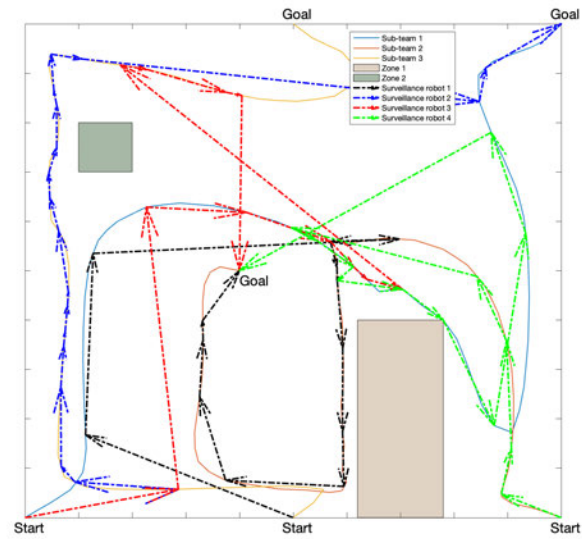 Goal
Goal
Sub-team 1
Sub-team 2
Sub-team 3
Zone 1
Zone 2
Surveillance robot 1
Surveillance robot 2
Surveillance robot 3
Surveillance robot 4
Goal
Start
Start
Start